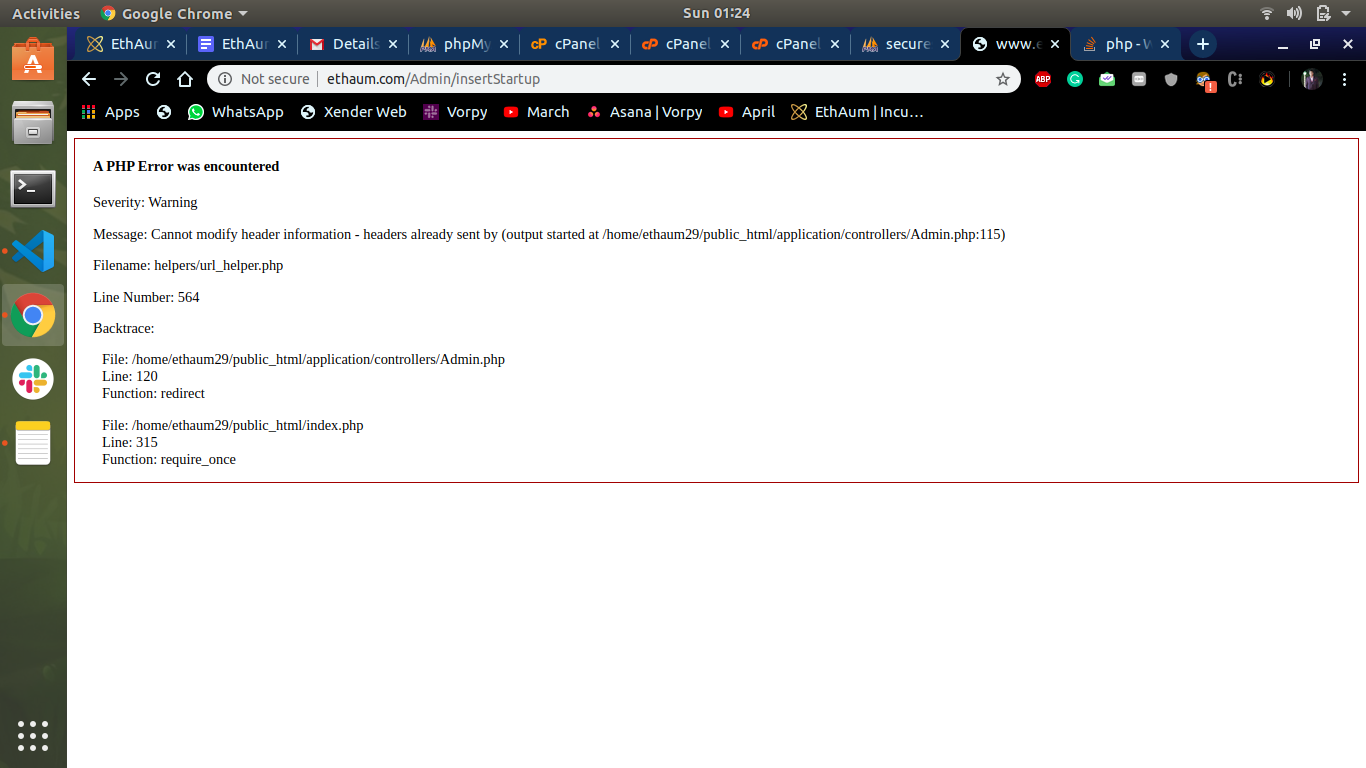 Activities
Google Chrome
Sun 01:24
EthAur
EthAur
Details
phpMy
cPanel
cPanel
cPanel
secure
www.e
php - W
Not secure
ethaum.com/Admin/insertStartup
ABP
Apps
WhatsApp
Xender Web
Vorpy
March
Asana | Vorpy
April
EthAum | Incu…
A PHP Error was encountered
Severity: Warning
Message: Cannot modify header information - headers already sent by (output started at /home/ethaum29/public_html/application/controllers/Admin.php:115)
Filename: helpers/url_helper.php
Line Number: 564
Backtrace:
File: /home/ethaum29/public_html/application/controllers/Admin.php
Line: 120
Function: redirect
File: /home/ethaum29/public_html/index.php
Line: 315
Function: require_once